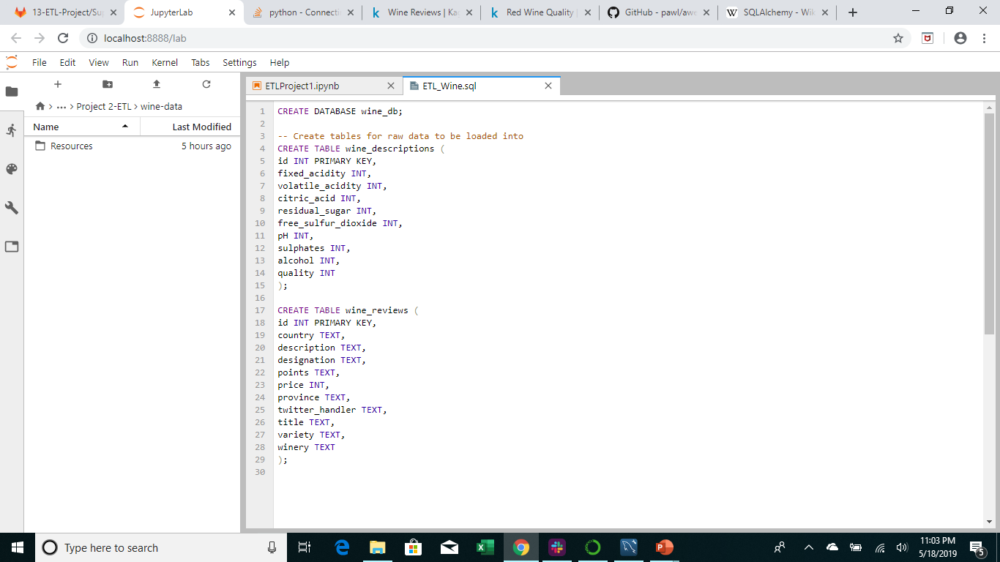 13-ETL-Project/Su
JupyterLab
python - Connecti
Wine Reviews | Ka
Red Wine Quality
GitHub - pawl/awe
SQLAlchemy - Wik
localhost:8888/lab
File Edit View Run Kernel Tabs Settings Help
… > Project 2-ETL > wine-data
Name Last Modified
Resources 5 hours ago
ETLProject1.ipynb
ETL_Wine.sql
1 CREATE DATABASE wine_db;
2
3 -- Create tables for raw data to be loaded into
4 CREATE TABLE wine_descriptions (
5 id INT PRIMARY KEY,
6 fixed_acidity INT,
7 volatile_acidity INT,
8 citric_acid INT,
9 residual_sugar INT,
10 free_sulfur_dioxide INT,
11 pH INT,
12 sulphates INT,
13 alcohol INT,
14 quality INT
15 );
16
17 CREATE TABLE wine_reviews (
18 id INT PRIMARY KEY,
19 country TEXT,
20 description TEXT,
21 designation TEXT,
22 points TEXT,
23 price INT,
24 province TEXT,
25 twitter_handler TEXT,
26 title TEXT,
27 variety TEXT,
28 winery TEXT
29 );
30
Type here to search
11:03 PM
5/18/2019
5